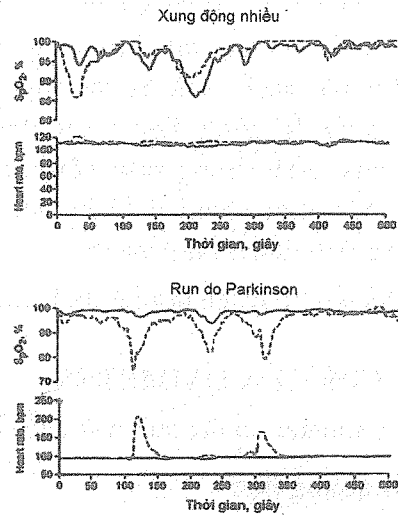 Xung động nhiều
SpO2, %
100
95
90
85
80
Heart rate, bpm
120
100
80
60
40
20
0
0 50 100 150 200 250 300 350 400 450 500
Thời gian, giây
Run do Parkinson
SpO2, %
100
90
80
70
Heart rate, bpm
250
200
150
100
50
0 50 100 150 200 250 300 350 400 450 500
Thời gian, giây